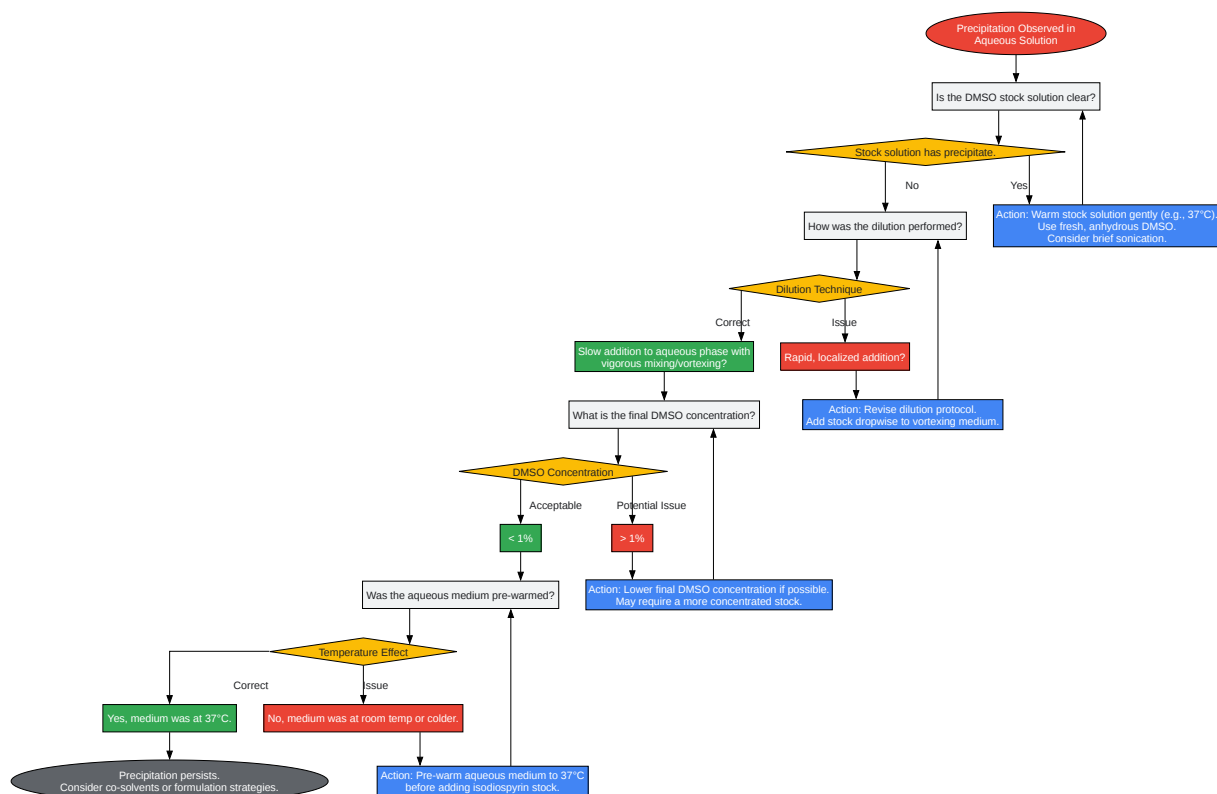 Precipitation Observed in
Aqueous Solution
Is the DMSO stock solution clear?
Stock solution has precipitate.
No
Yes
Action: Warm stock solution gently (e.g., 37°C).
Use fresh, anhydrous DMSO.
Consider brief sonication.
How was the dilution performed?
Dilution Technique
Correct
Issue
Slow addition to aqueous phase with
vigorous mixing/vortexing?
Rapid, localized addition?
What is the final DMSO concentration?
Action: Revise dilution protocol.
Add stock dropwise to vortexing medium.
DMSO Concentration
Acceptable
Potential Issue
< 1%
> 1%
Was the aqueous medium pre-warmed?
Action: Lower final DMSO concentration if possible.
May require a more concentrated stock.
Temperature Effect
Correct
Issue
Yes, medium was at 37°C.
No, medium was at room temp or colder.
Precipitation persists.
Consider co-solvents or formulation strategies.
Action: Pre-warm aqueous medium to 37°C
before adding isodiospyrin stock.